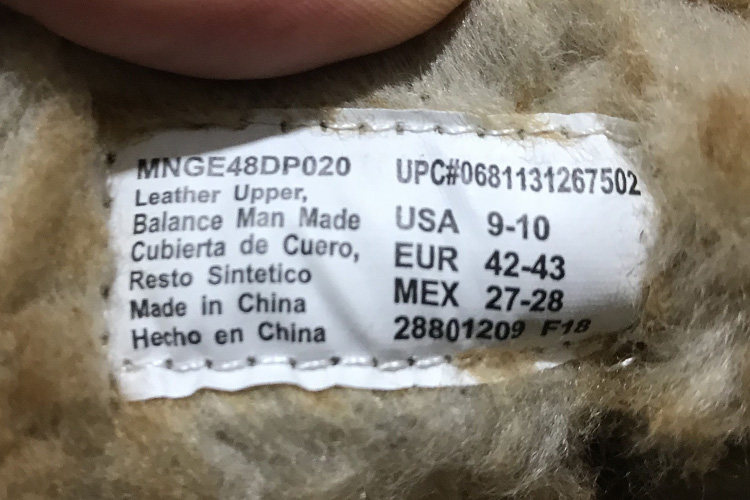 MNGE48DP020
Leather Upper,
Balance Man Made
Cubierta de Cuero,
Resto Sintetico
Made in China
Hecho en China
UPC#0681131267502
USA 9-10
EUR 42-43
MEX 27-28
28801209 F18